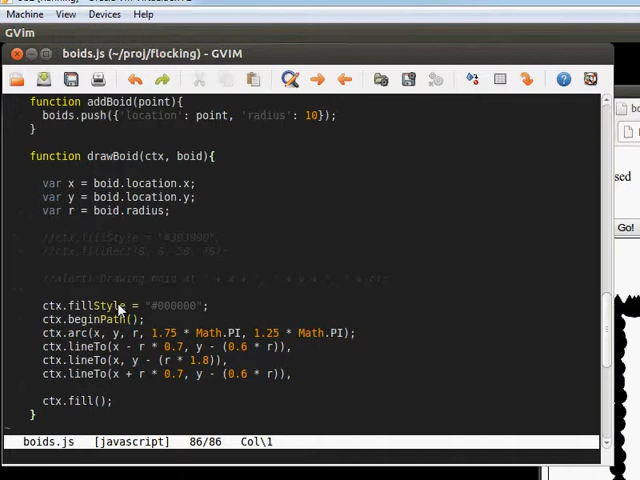 Machine View Devices Help
GVim
boids.js (~/proj/flocking) - GVIM
function addBoid(point){
boids.push({'location': point, 'radius': 10});
}
function drawBoid(ctx, boid){
var x = boid.location.x;
var y = boid.location.y;
var r = boid.radius;
ctx.fillStyle = "#000000";
ctx.beginPath();
ctx.arc(x, y, r, 1.75 * Math.PI, 1.25 * Math.PI);
ctx.lineTo(x - r * 0.7, y - (0.6 * r)),
ctx.lineTo(x, y - (r * 1.8)),
ctx.lineTo(x + r * 0.7, y - (0.6 * r)),
ctx.fill();
}
~
boids.js [javascript] 86/86 Col\1
Go!